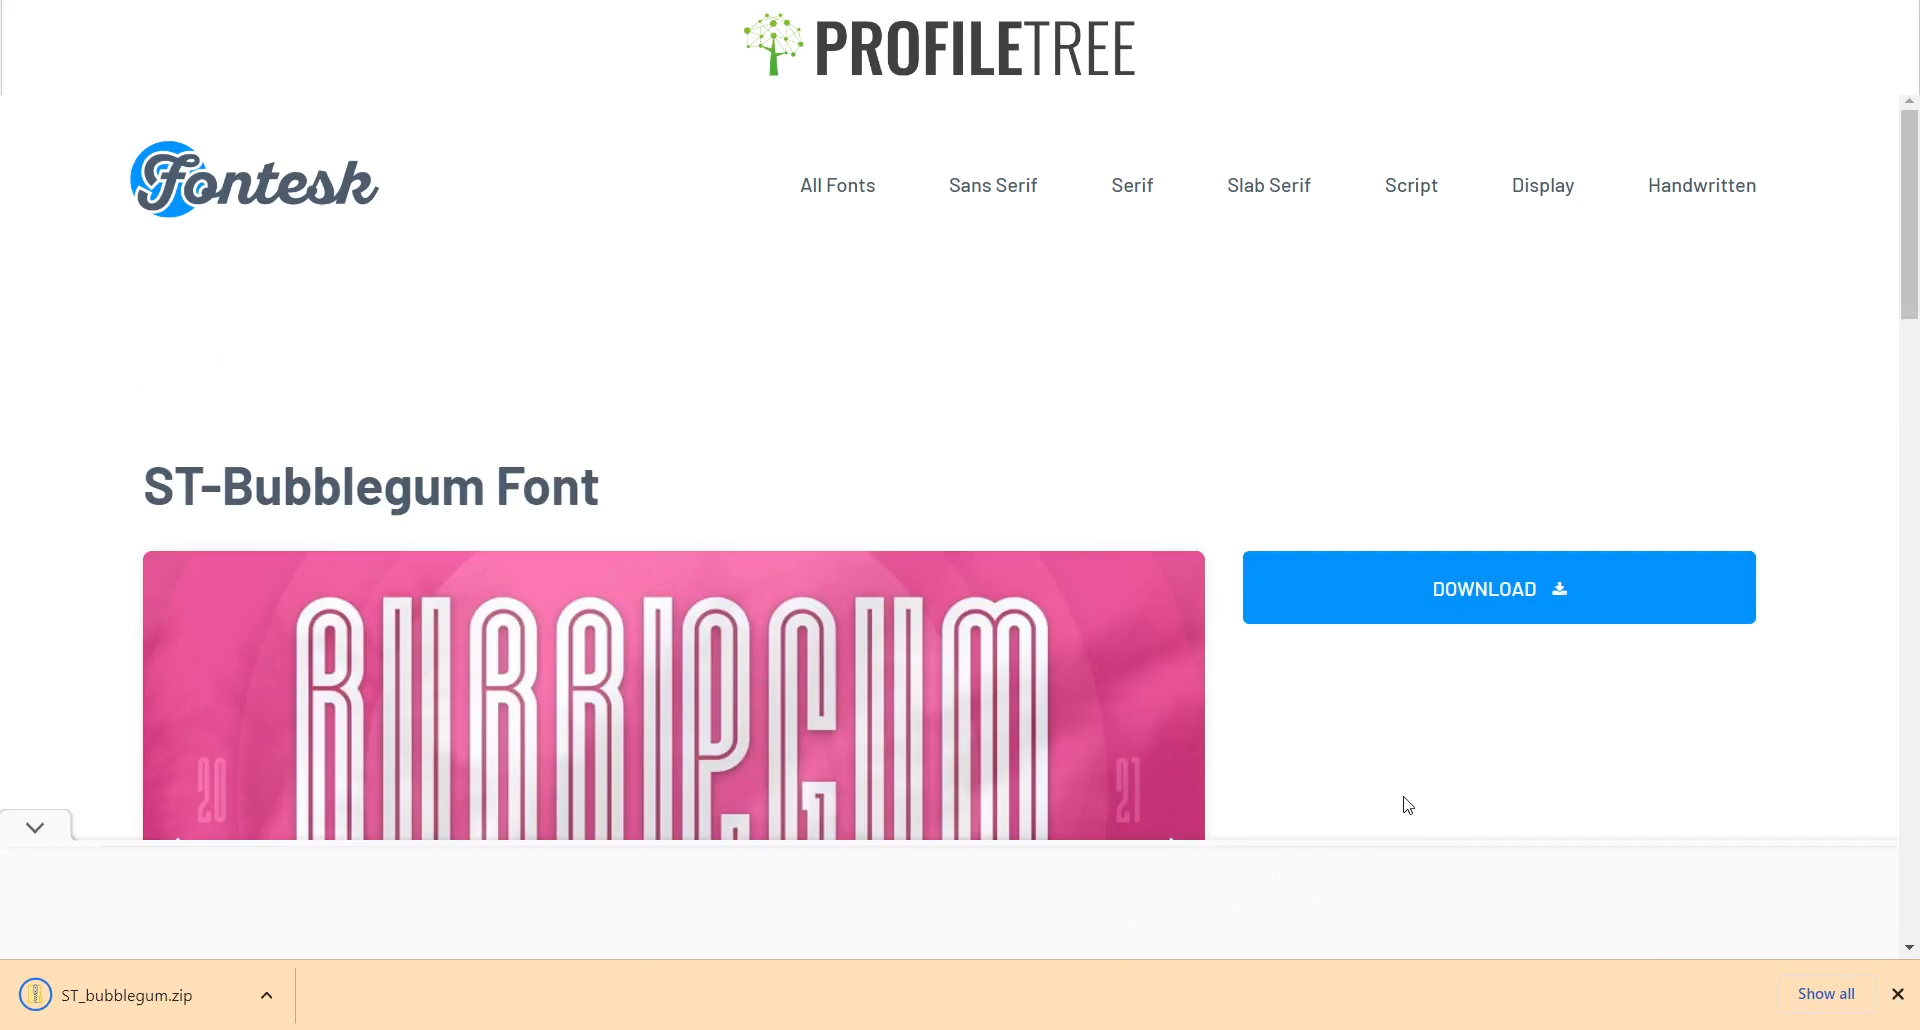 PROFILETREE
Fontesk
All Fonts Sans Serif Serif Slab Serif Script Display Handwritten
ST-Bubblegum Font
DOWNLOAD
BUBBLEGUM
20 21
ST_bubblegum.zip
Show all